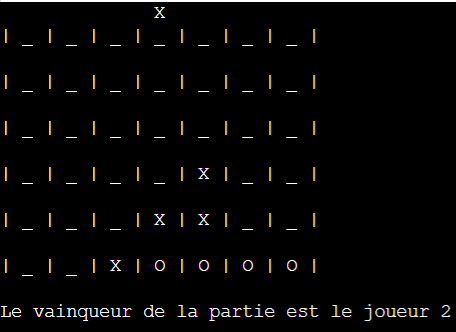 X
| _ | _ | _ | _ | _ | _ | _ |
| _ | _ | _ | _ | _ | _ | _ |
| _ | _ | _ | _ | _ | _ | _ |
| _ | _ | _ | _ | X | _ | _ |
| _ | _ | _ | X | X | _ | _ |
| _ | _ | X | O | O | O | O |
Le vainqueur de la partie est le joueur 2